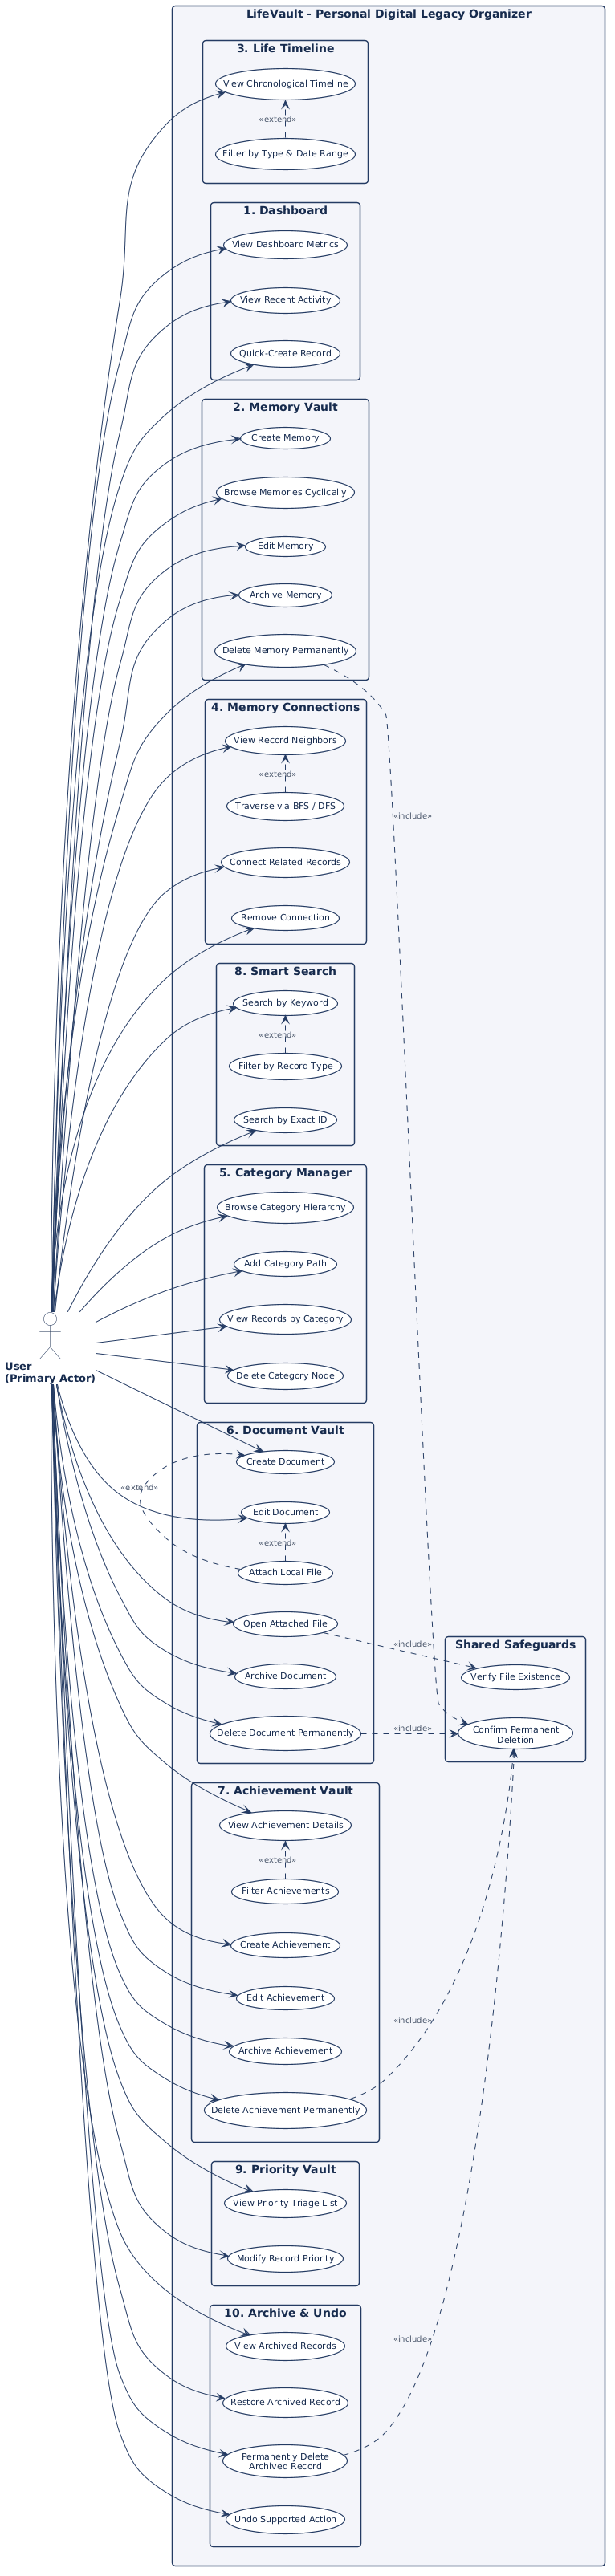 LifeVault - Personal Digital Legacy Organizer
3. Life Timeline
View Chronological Timeline
«extend»
Filter by Type & Date Range
1. Dashboard
View Dashboard Metrics
View Recent Activity
Quick-Create Record
2. Memory Vault
Create Memory
Browse Memories Cyclically
Edit Memory
Archive Memory
Delete Memory Permanently
4. Memory Connections
View Record Neighbors
«extend»
Traverse via BFS / DFS
«include»
Connect Related Records
Remove Connection
8. Smart Search
Search by Keyword
«extend»
Filter by Record Type
Search by Exact ID
5. Category Manager
Browse Category Hierarchy
Add Category Path
View Records by Category
Delete Category Node
User
(Primary Actor)
6. Document Vault
Create Document
«extend»
Edit Document
«extend»
Attach Local File
Open Attached File
«include»
Archive Document
Delete Document Permanently
«include»
Shared Safeguards
Verify File Existence
Confirm Permanent
Deletion
7. Achievement Vault
View Achievement Details
«extend»
Filter Achievements
Create Achievement
Edit Achievement
«include»
Archive Achievement
Delete Achievement Permanently
9. Priority Vault
View Priority Triage List
Modify Record Priority
10. Archive & Undo
«include»
View Archived Records
Restore Archived Record
Permanently Delete
Archived Record
Undo Supported Action